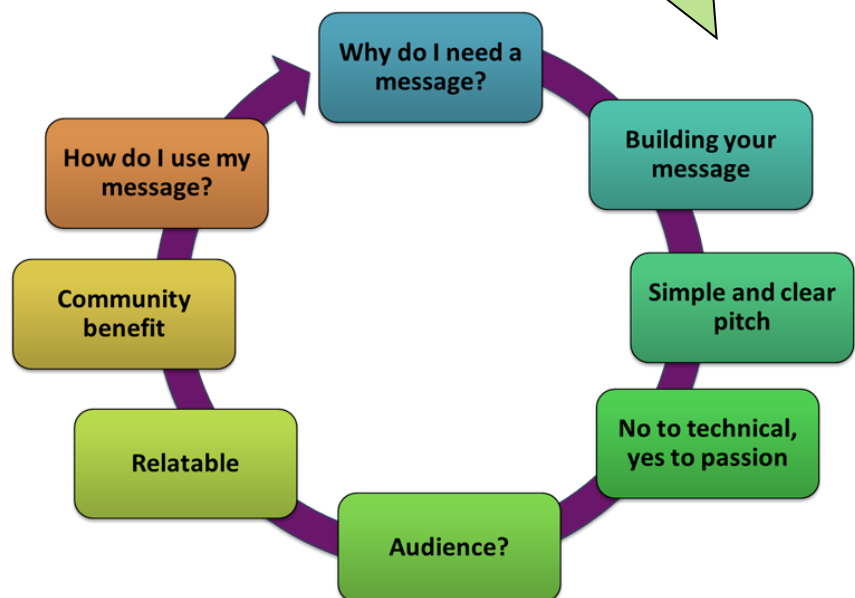 Why do I need a
message?
Building your
message
Simple and clear
pitch
No to technical,
yes to passion
Audience?
Relatable
Community
benefit
How do I use my
message?